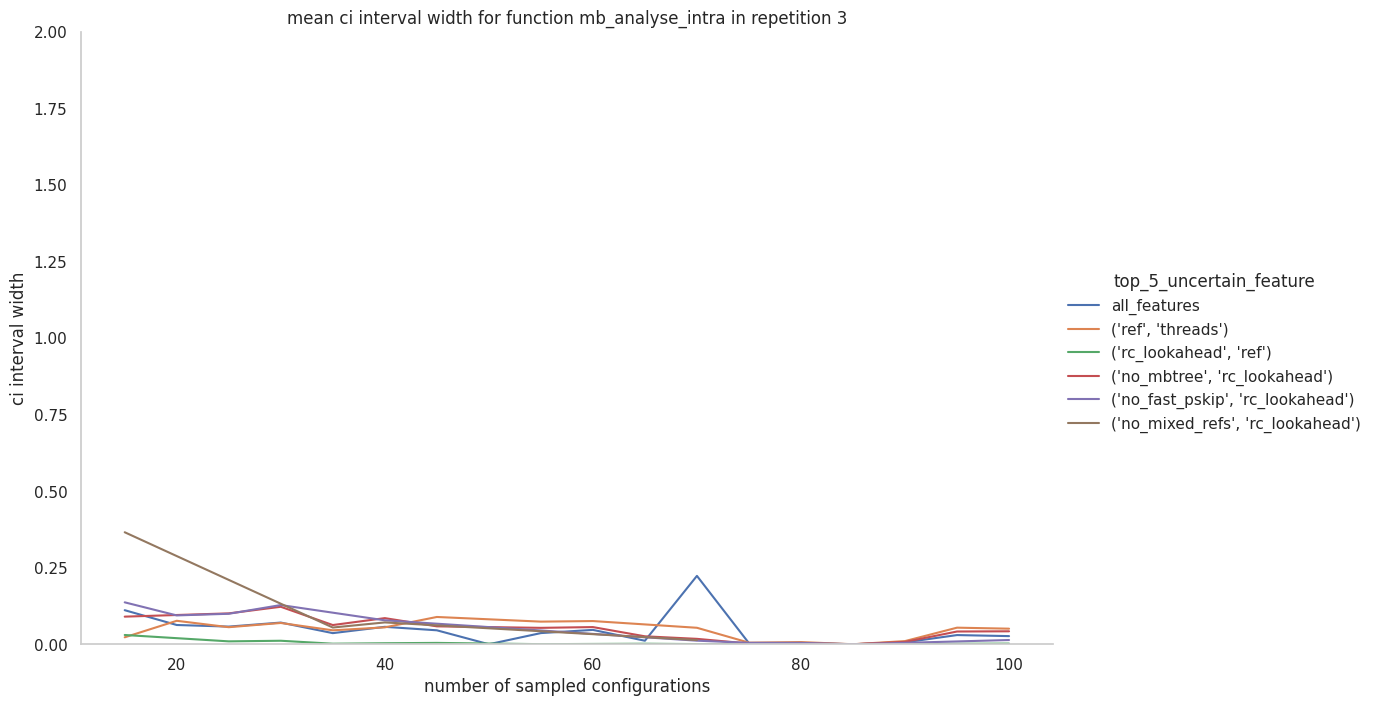 mean ci interval width for function mb_analyse_intra in repetition 3
2.00
1.75
1.50
1.25
1.00
0.75
0.50
0.25
0.00
ci interval width
20 40 60 80 100
number of sampled configurations
top_5_uncertain_feature
all_features
('ref', 'threads')
('rc_lookahead', 'ref')
('no_mbtree', 'rc_lookahead')
('no_fast_pskip', 'rc_lookahead')
('no_mixed_refs', 'rc_lookahead')